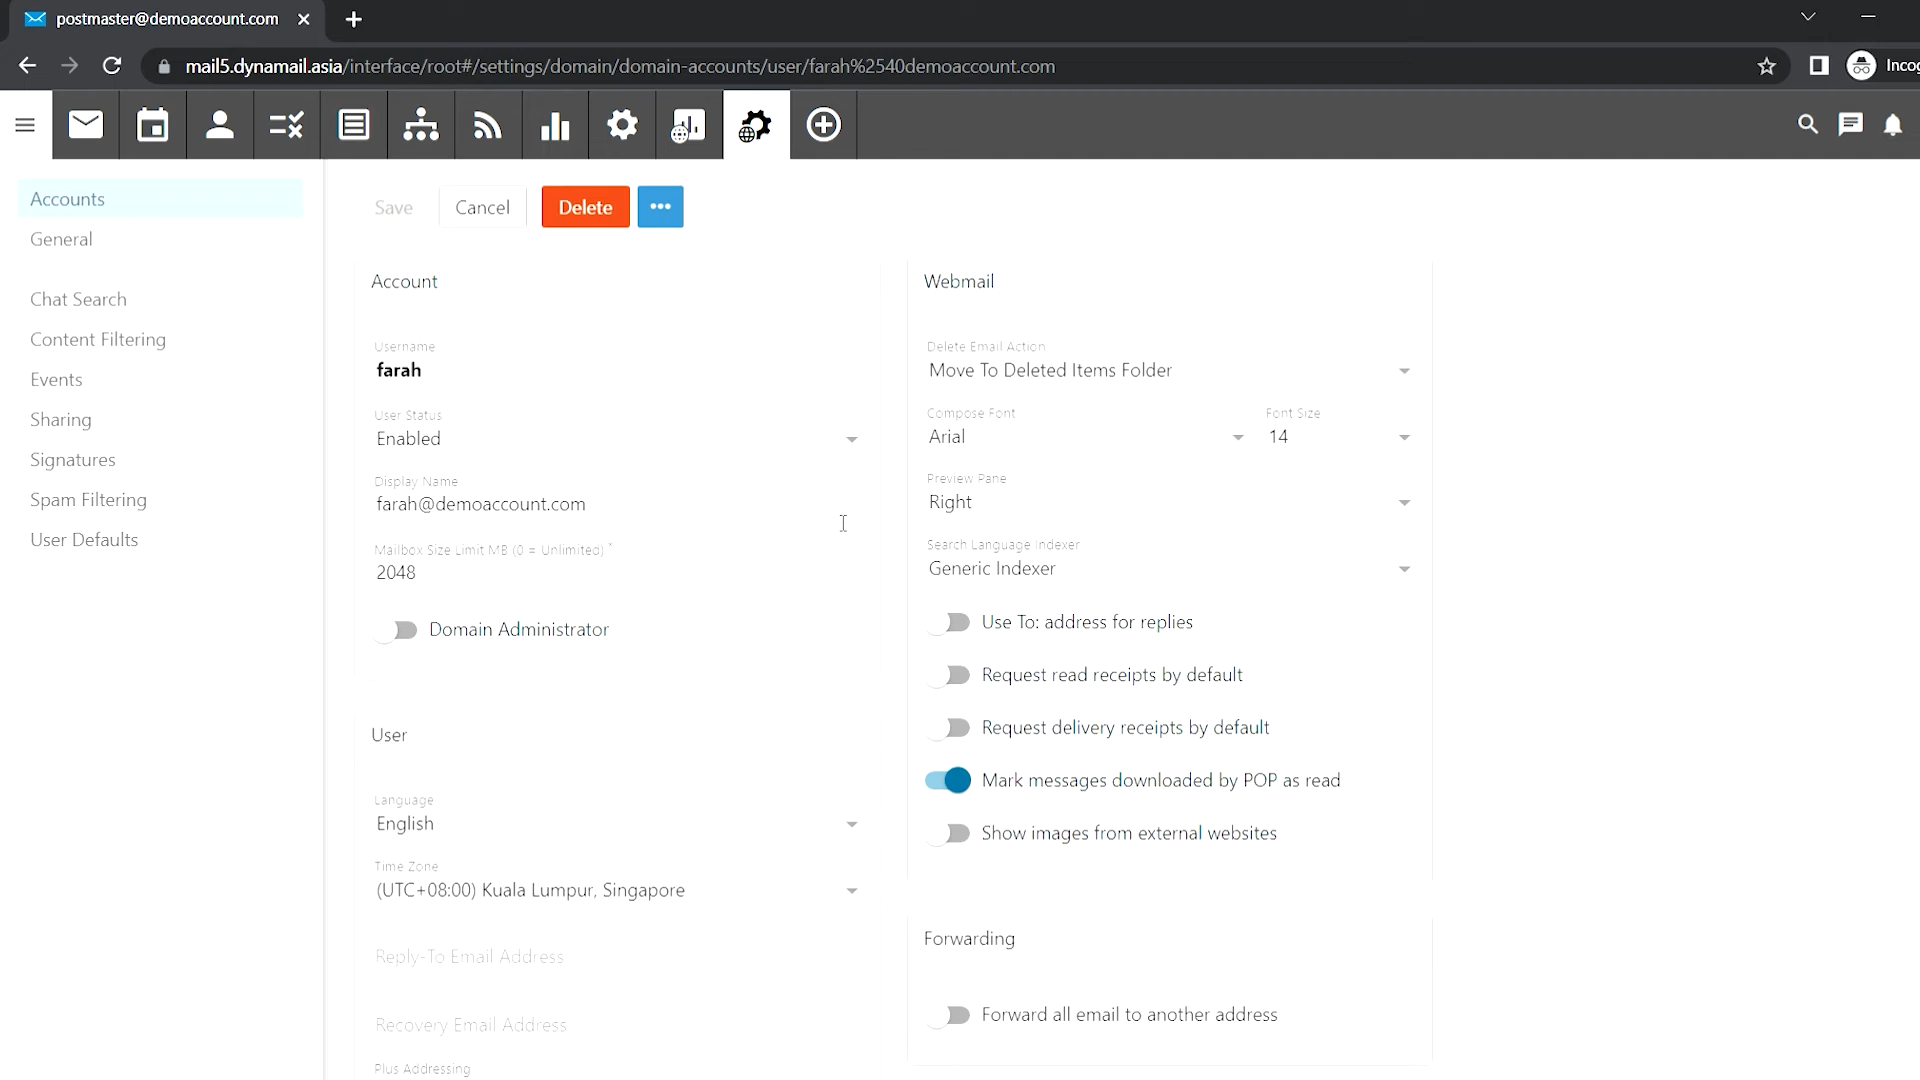 postmaster@demoaccount.com
mail5.dynamail.asia/interface/root#/settings/domain/domain-accounts/user/farah%2540demoaccount.com
Accounts
General
Chat Search
Content Filtering
Events
Sharing
Signatures
Spam Filtering
User Defaults
Save
Cancel
Delete
Account
Username
farah
User Status
Enabled
Display Name
farah@demoaccount.com
Mailbox Size Limit MB (0 = Unlimited) *
2048
Domain Administrator
User
Language
English
Time Zone
(UTC+08:00) Kuala Lumpur, Singapore
Reply-To Email Address
Recovery Email Address
Plus Addressing
Webmail
Delete Email Action
Move To Deleted Items Folder
Compose Font
Arial
Font Size
14
Preview Pane
Right
Search Language Indexer
Generic Indexer
Use To: address for replies
Request read receipts by default
Request delivery receipts by default
Mark messages downloaded by POP as read
Show images from external websites
Forwarding
Forward all email to another address